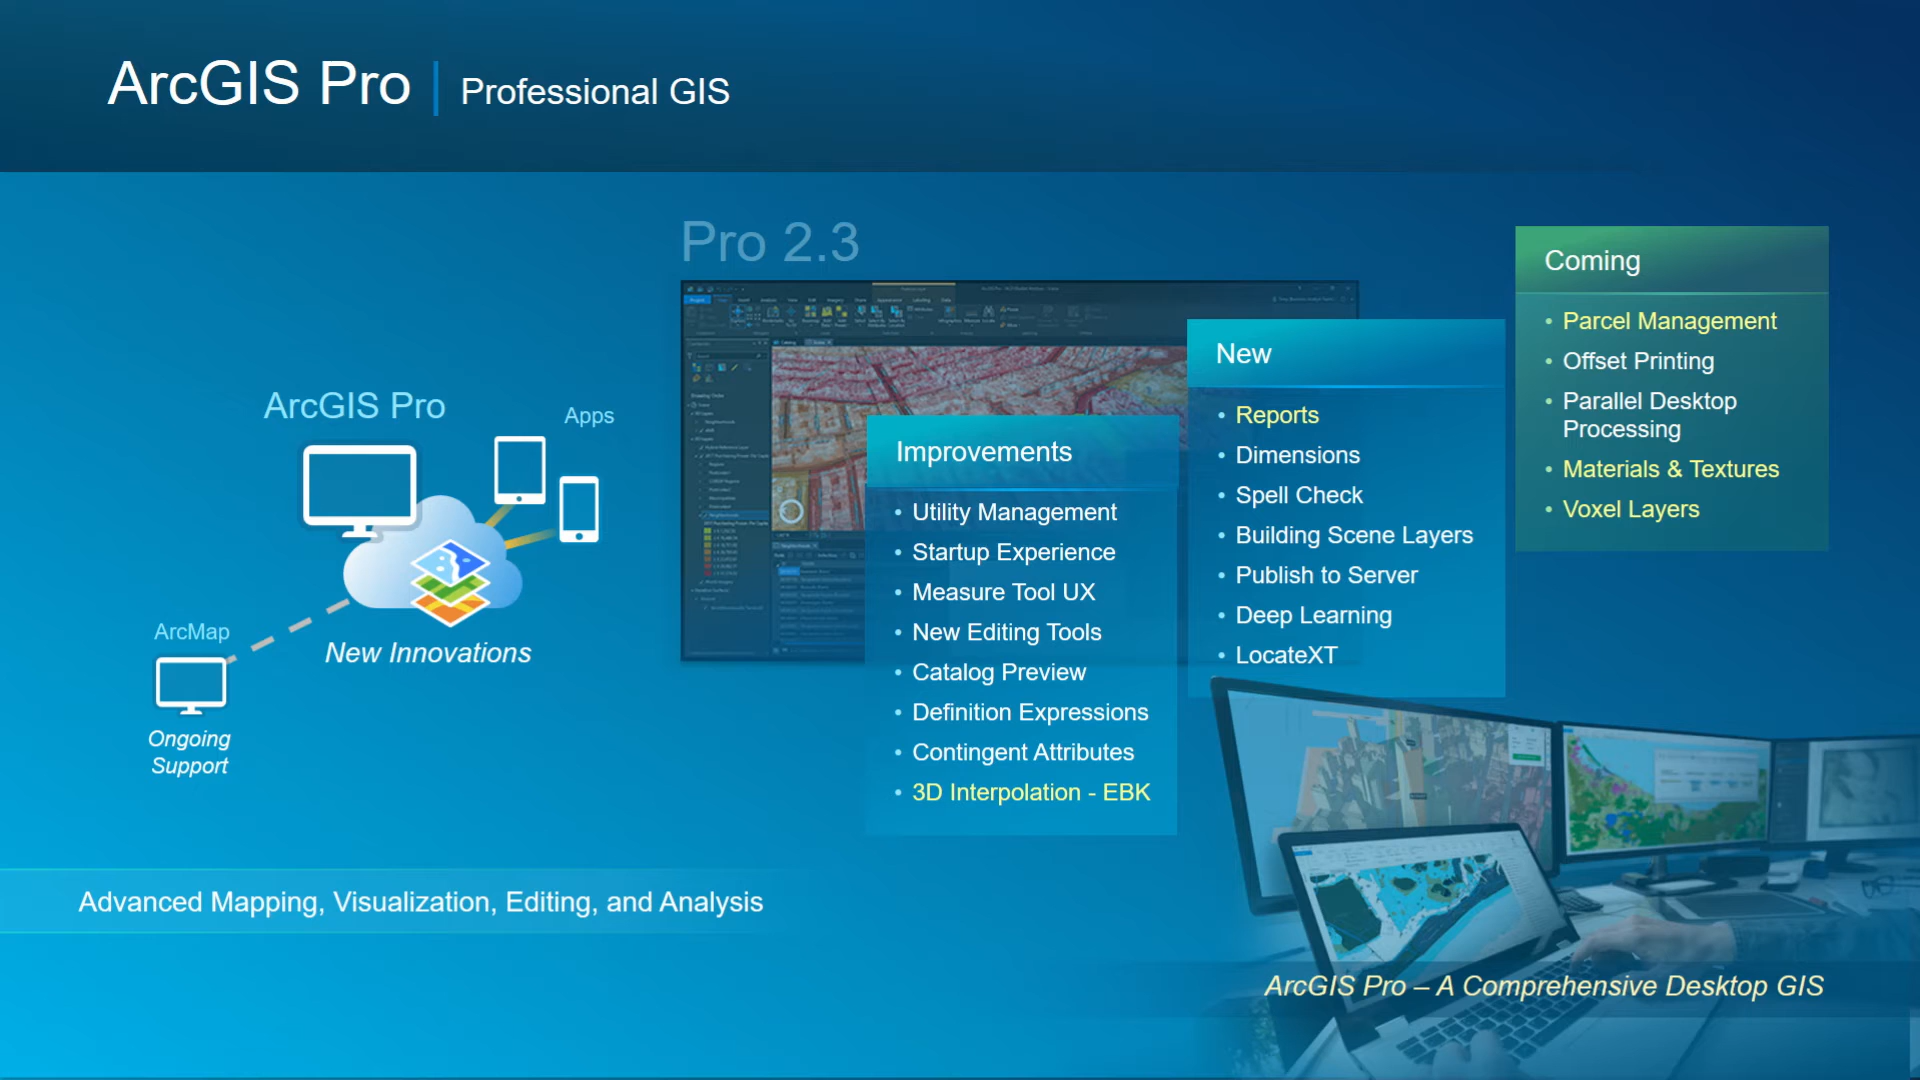 ArcGIS Pro | Professional GIS
Pro 2.3
ArcGIS Pro
Apps
ArcMap
New Innovations
Ongoing
Support
Improvements
• Utility Management
• Startup Experience
• Measure Tool UX
• New Editing Tools
• Catalog Preview
• Definition Expressions
• Contingent Attributes
• 3D Interpolation - EBK
New
• Reports
• Dimensions
• Spell Check
• Building Scene Layers
• Publish to Server
• Deep Learning
• LocateXT
Coming
• Parcel Management
• Offset Printing
• Parallel Desktop
Processing
• Materials & Textures
• Voxel Layers
Advanced Mapping, Visualization, Editing, and Analysis
ArcGIS Pro – A Comprehensive Desktop GIS